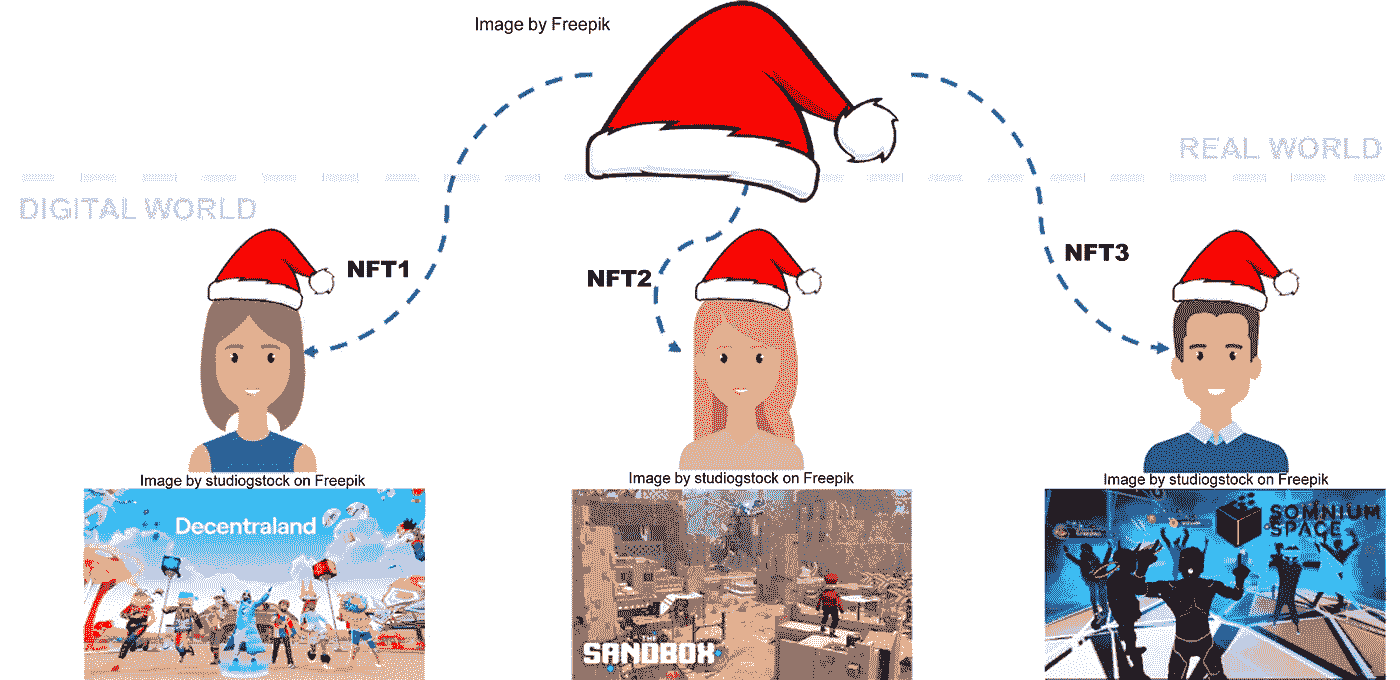 Image by Freepik
REAL WORLD
DIGITAL WORLD
NFT1
NFT2
NFT3
Image by studiogstock on Freepik
Image by studiogstock on Freepik
Image by studiogstock on Freepik
Decentraland
THE
SANDBOX
SOMNIUM
SPACE